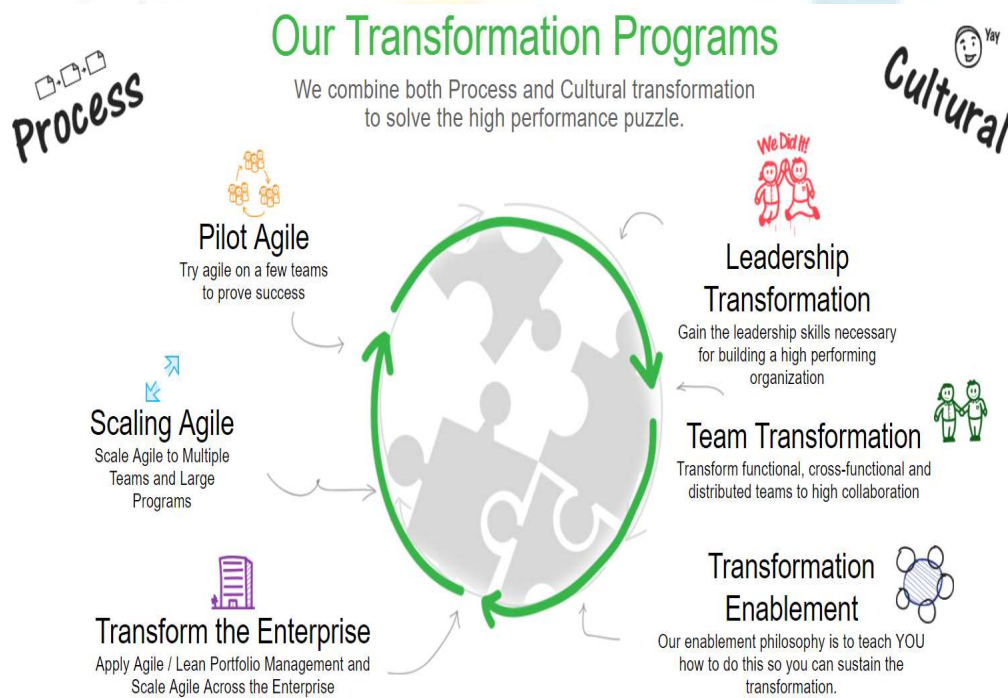 Our Transformation Programs
We combine both Process and Cultural transformation
to solve the high performance puzzle.
Process
Pilot Agile
Try agile on a few teams
to prove success
Scaling Agile
Scale Agile to Multiple
Teams and Large
Programs
Transform the Enterprise
Apply Agile / Lean Portfolio Management and
Scale Agile Across the Enterprise
Yay
Cultural
We Did It!
Leadership
Transformation
Gain the leadership skills necessary
for building a high performing
organization
Team Transformation
Transform functional, cross-functional and
distributed teams to high collaboration
Transformation
Enablement
Our enablement philosophy is to teach YOU
how to do this so you can sustain the
transformation.